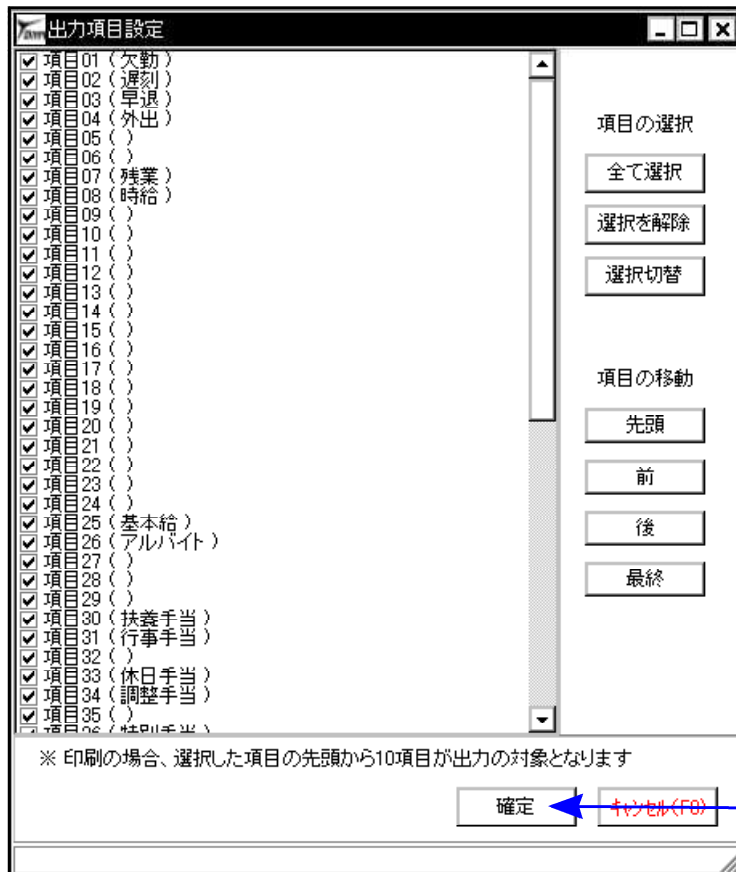 出力項目設定
項目01 ( 欠勤 )
項目02 ( 遅刻 )
項目03 ( 早退 )
項目04 ( 外出 )
項目05 ( )
項目06 ( )
項目07 ( 残業 )
項目08 ( 時給 )
項目09 ( )
項目10 ( )
項目11 ( )
項目12 ( )
項目13 ( )
項目14 ( )
項目15 ( )
項目16 ( )
項目17 ( )
項目18 ( )
項目19 ( )
項目20 ( )
項目21 ( )
項目22 ( )
項目23 ( )
項目24 ( )
項目25 ( 基本給 )
項目26 ( アルバイト )
項目27 ( )
項目28 ( )
項目29 ( )
項目30 ( 扶養手当 )
項目31 ( 行事手当 )
項目32 ( )
項目33 ( 休日手当 )
項目34 ( 調整手当 )
項目35 ( )
項目36 ( 特別手当 )
項目の選択
全て選択
選択を解除
選択切替
項目の移動
先頭
前
後
最終
※ 印刷の場合、選択した項目の先頭から10項目が出力の対象となります
確定
キャンセル(F8)